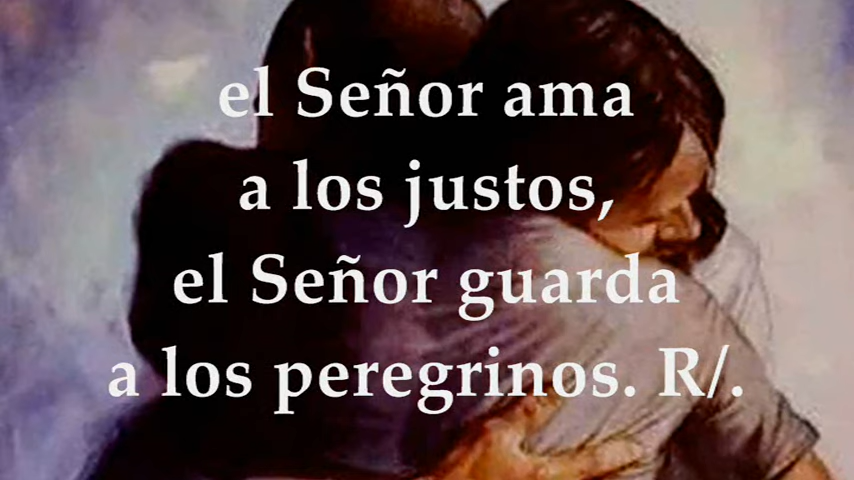 el Señor ama
a los justos,
el Señor guarda
a los peregrinos. R/.